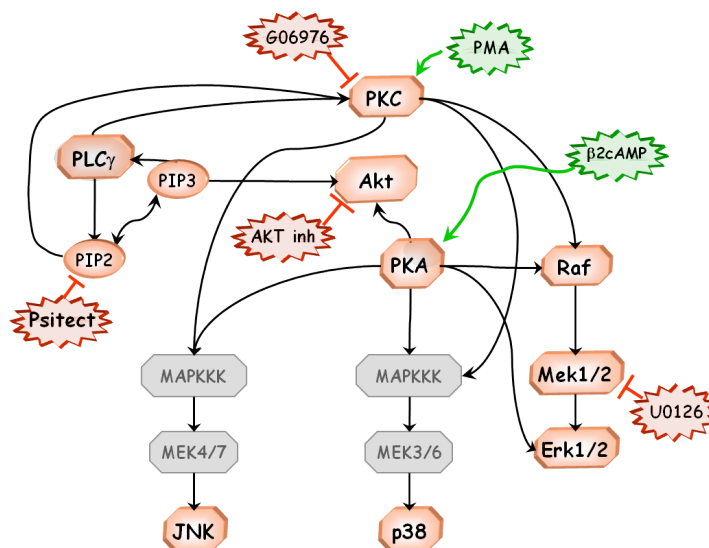 G06976
PMA
PKC
β2cAMP
PLCγ
PIP3
Akt
AKT inh
PIP2
PKA
Raf
Psitect
MAPKKK
MAPKKK
Mek1/2
U0126
MEK4/7
MEK3/6
Erk1/2
JNK
p38